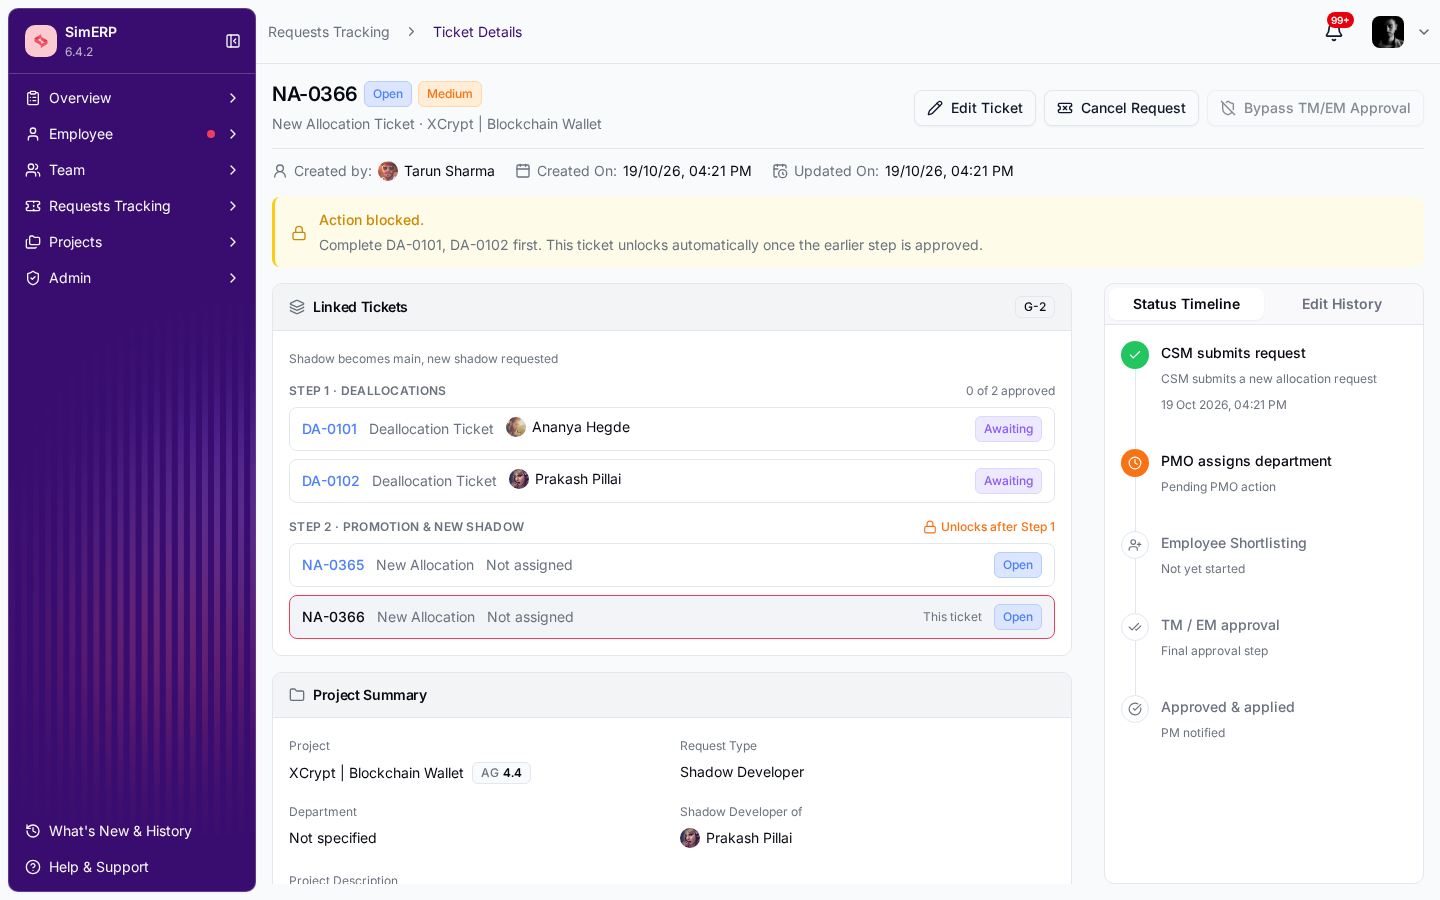 SimERP
6.4.2
Overview
Employee
Team
Requests Tracking
Projects
Admin
What's New & History
Help & Support
Requests Tracking
Ticket Details
99+
NA-0366 Open Medium
New Allocation Ticket · XCrypt | Blockchain Wallet
Edit Ticket
Cancel Request
Bypass TM/EM Approval
Created by: Tarun Sharma
Created On: 19/10/26, 04:21 PM
Updated On: 19/10/26, 04:21 PM
Action blocked.
Complete DA-0101, DA-0102 first. This ticket unlocks automatically once the earlier step is approved.
Linked Tickets
G-2
Shadow becomes main, new shadow requested
STEP 1 · DEALLOCATIONS
0 of 2 approved
DA-0101 Deallocation Ticket Ananya Hegde Awaiting
DA-0102 Deallocation Ticket Prakash Pillai Awaiting
STEP 2 · PROMOTION & NEW SHADOW
Unlocks after Step 1
NA-0365 New Allocation Not assigned Open
NA-0366 New Allocation Not assigned This ticket Open
Project Summary
Project
XCrypt | Blockchain Wallet AG 4.4
Request Type
Shadow Developer
Department
Not specified
Shadow Developer of
Prakash Pillai
Project Description
Status Timeline
Edit History
CSM submits request
CSM submits a new allocation request
19 Oct 2026, 04:21 PM
PMO assigns department
Pending PMO action
Employee Shortlisting
Not yet started
TM / EM approval
Final approval step
Approved & applied
PM notified